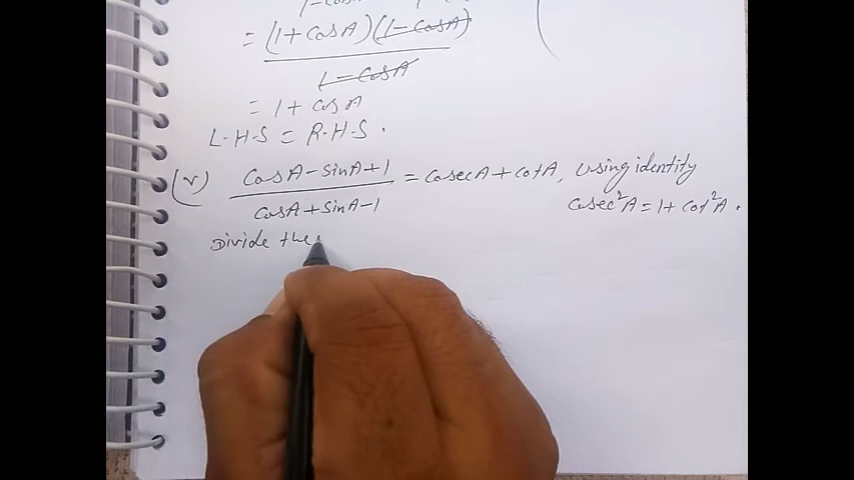 = (1+cosA)(1-cosA)
1-cosA
= 1+cosA
L.H.S = R.H.S.
(v) cosA-sinA+1 = cosecA+cotA, using identity
cosA+sinA-1 cosec²A=1+cot²A.
Divide the